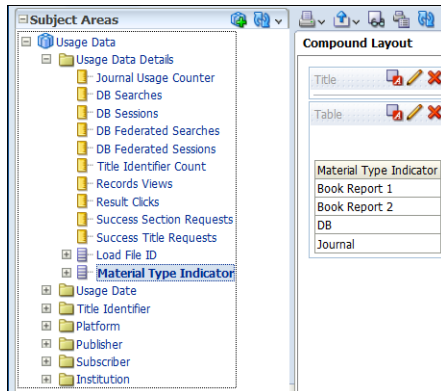 Subject Areas
Usage Data
Usage Data Details
Journal Usage Counter
DB Searches
DB Sessions
DB Federated Searches
DB Federated Sessions
Title Identifier Count
Records Views
Result Clicks
Success Section Requests
Success Title Requests
Load File ID
Material Type Indicator
Usage Date
Title Identifier
Platform
Publisher
Subscriber
Institution
Compound Layout
Title
Table
Material Type Indicator
Book Report 1
Book Report 2
DB
Journal